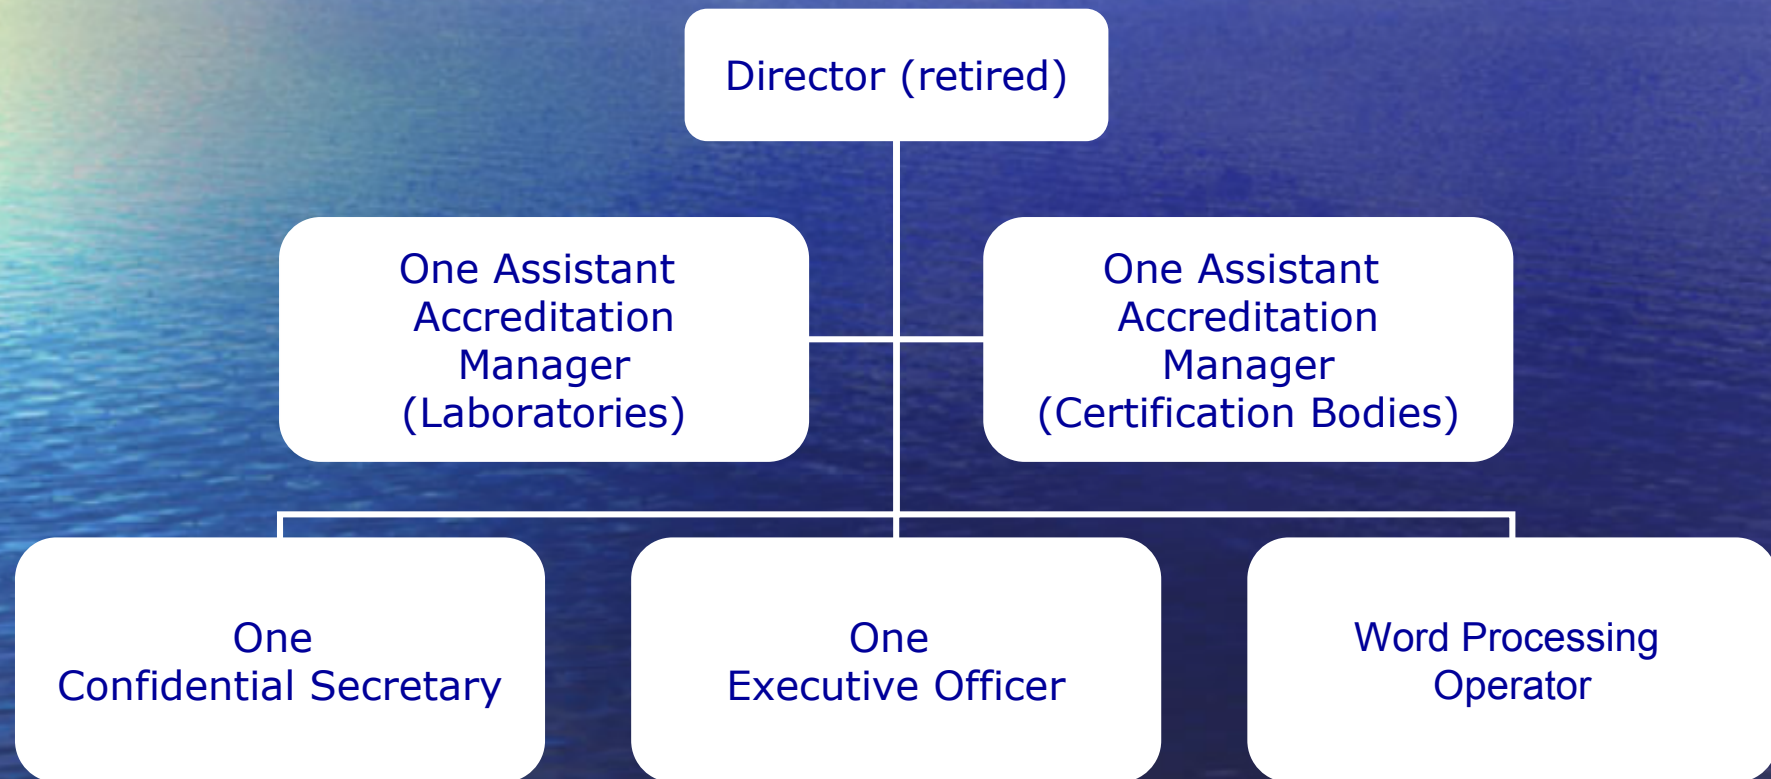 Director (retired)
One Assistant
Accreditation
Manager
(Laboratories)
One Assistant
Accreditation
Manager
(Certification Bodies)
One
Confidential Secretary
One
Executive Officer
Word Processing
Operator